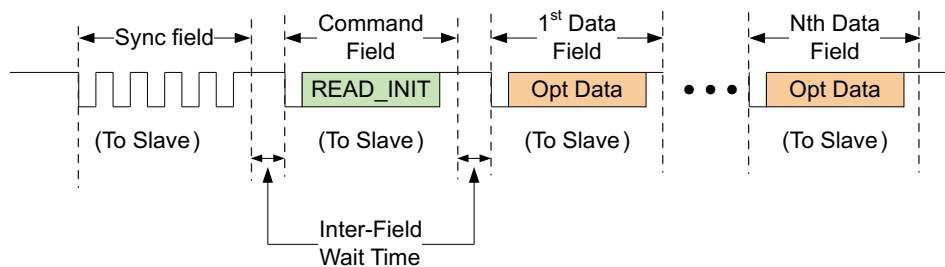 Sync field
Command
Field
1st Data
Field
Nth Data
Field
READ_INIT
Opt Data
Opt Data
(To Slave)
(To Slave)
(To Slave)
(To Slave)
Inter-Field
Wait Time